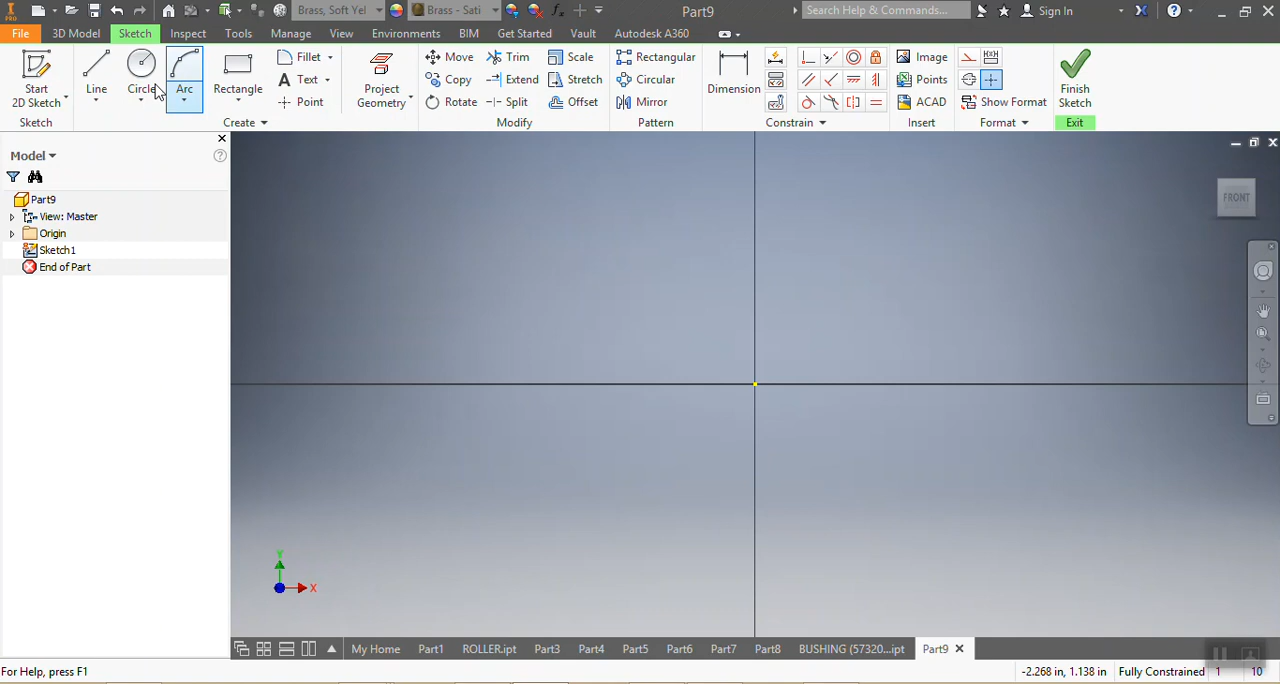 PRO Brass, Soft Yel Brass - Sati Part9 Search Help & Commands... Sign In
File 3D Model Sketch Inspect Tools Manage View Environments BIM Get Started Vault Autodesk A360
Start 2D Sketch Line Circle Arc Rectangle Fillet Text Point Project Geometry Move Copy Rotate Trim Extend Split Scale Stretch Offset Rectangular Circular Mirror Dimension Image Points ACAD Show Format Finish Sketch
Sketch Create Modify Pattern Constrain Insert Format Exit
Model
Part9
View: Master
Origin
Sketch1
End of Part
FRONT
Y
X
My Home Part1 ROLLER.ipt Part3 Part4 Part5 Part6 Part7 Part8 BUSHING (57320...ipt Part9
For Help, press F1 -2.268 in, 1.138 in Fully Constrained 1 10